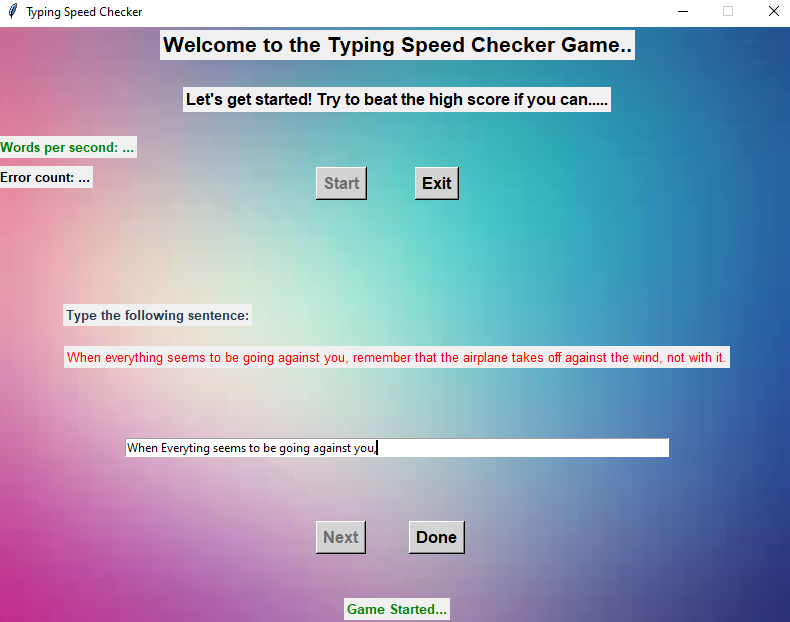 Typing Speed Checker
Welcome to the Typing Speed Checker Game..
Let's get started! Try to beat the high score if you can.....
Words per second: ...
Error count: ...
Start
Exit
Type the following sentence:
When everything seems to be going against you, remember that the airplane takes off against the wind, not with it.
When Everyting seems to be going against you,
Next
Done
Game Started...